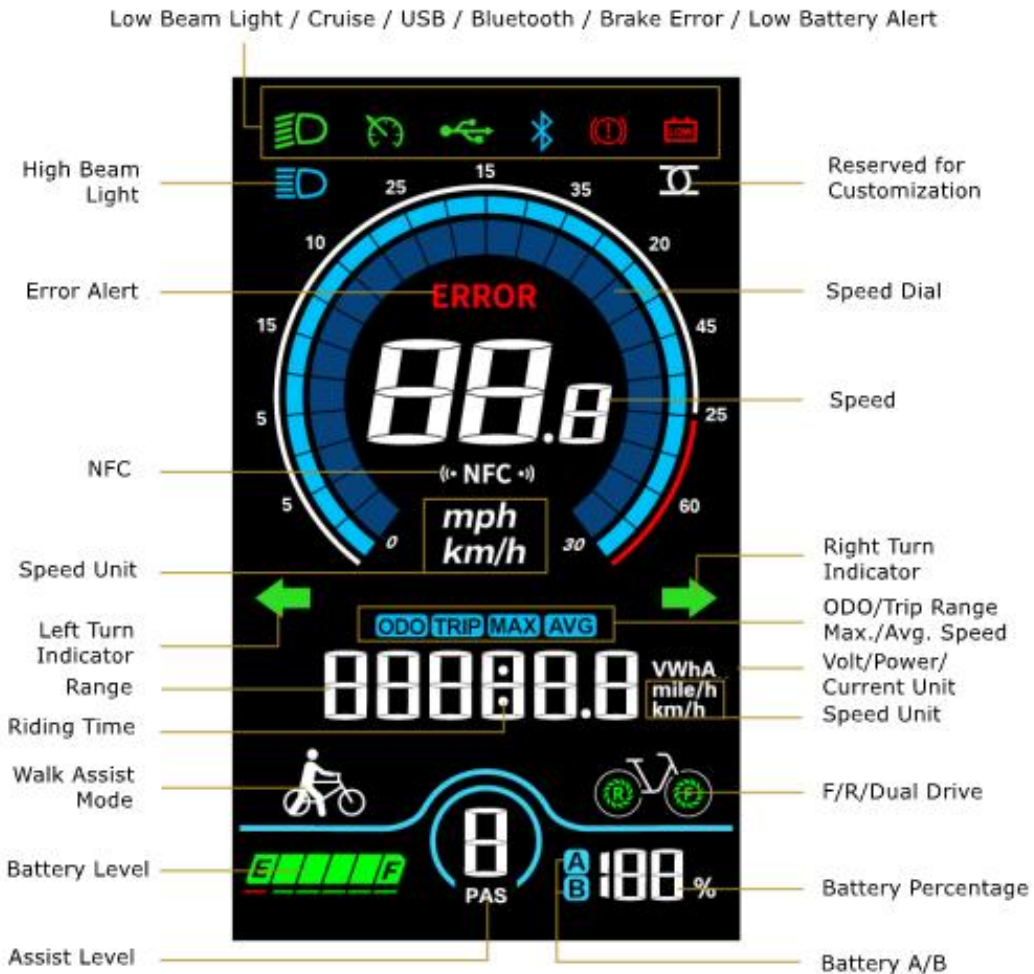 Low Beam Light / Cruise / USB / Bluetooth / Brake Error / Low Battery Alert
LOW
High Beam
Light
Reserved for
Customization
15
25
35
10
20
Error Alert
ERROR
Speed Dial
15
45
88.8
Speed
5
25
NFC
NFC
5
60
mph
0
30
km/h
Speed Unit
Right Turn
Indicator
Left Turn
Indicator
ODO TRIP MAX AVG
ODO/Trip Range
Max./Avg. Speed
Range
888:88.8
VWhA
mile/h
km/h
Volt/Power/
Current Unit
Speed Unit
Riding Time
Walk Assist
Mode
R
F
F/R/Dual Drive
8
Battery Level
E
F
PAS
A
B
188%
Battery Percentage
Assist Level
Battery A/B